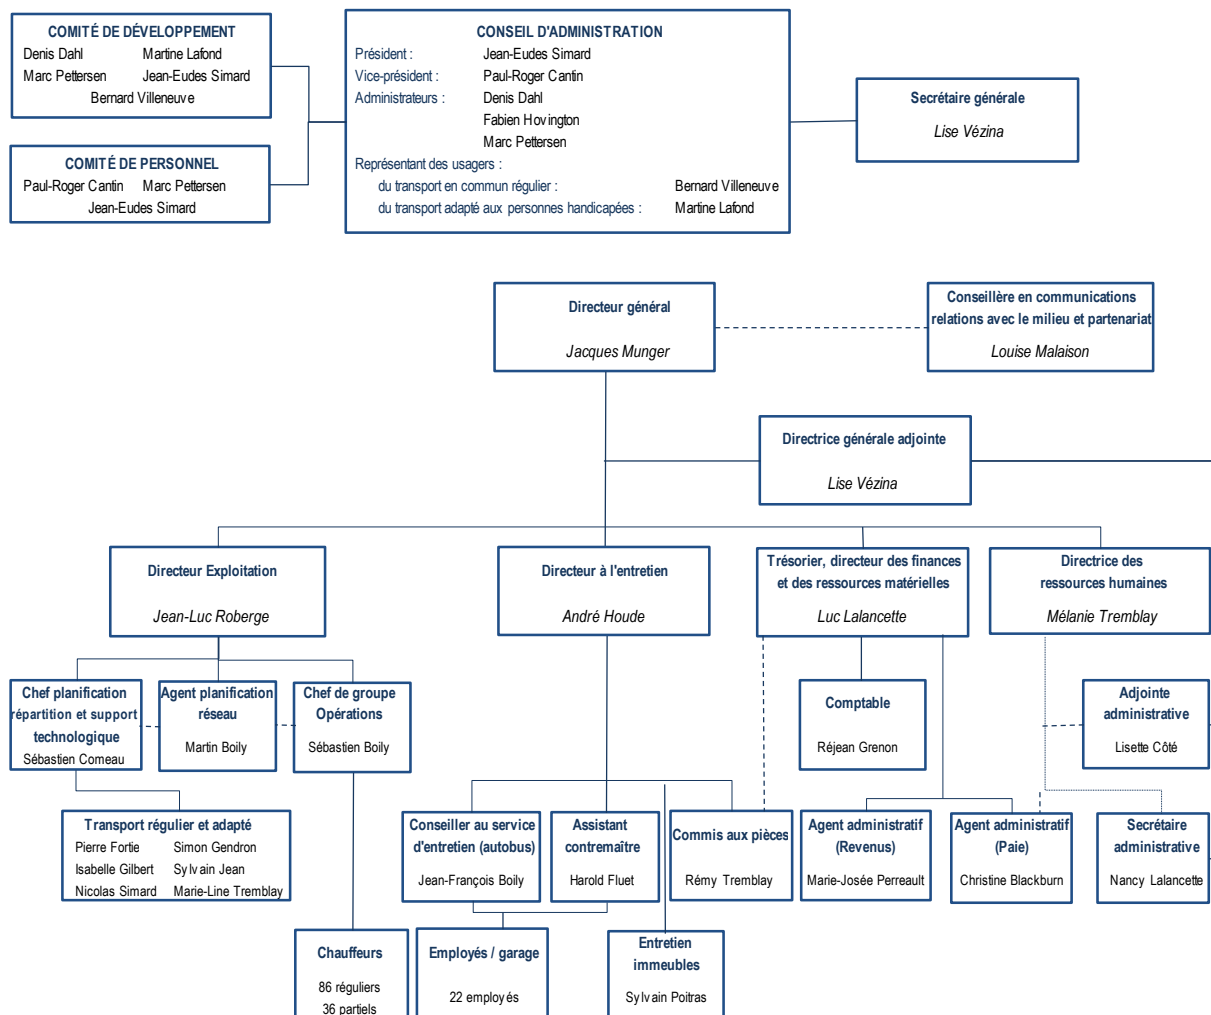 COMITÉ DE DÉVELOPPEMENT
Denis Dahl Martine Lafond
Marc Pettersen Jean-Eudes Simard
Bernard Villeneuve
COMITÉ DE PERSONNEL
Paul-Roger Cantin Marc Pettersen
Jean-Eudes Simard
CONSEIL D'ADMINISTRATION
Président : Jean-Eudes Simard
Vice-président : Paul-Roger Cantin
Administrateurs : Denis Dahl
Fabien Hovington
Marc Pettersen
Représentant des usagers :
du transport en commun régulier : Bernard Villeneuve
du transport adapté aux personnes handicapées : Martine Lafond
Secrétaire générale
Lise Vézina
Directeur général
Jacques Munger
Conseillère en communications
relations avec le milieu et partenariat
Louise Malaison
Directrice générale adjointe
Lise Vézina
Directeur Exploitation
Jean-Luc Roberge
Directeur à l'entretien
André Houde
Trésorier, directeur des finances
et des ressources matérielles
Luc Lalancette
Directrice des
ressources humaines
Mélanie Tremblay
Chef planification
répartition et support
technologique
Sébastien Comeau
Agent planification
réseau
Martin Boily
Chef de groupe
Opérations
Sébastien Boily
Comptable
Réjean Grenon
Adjointe
administrative
Lisette Côté
Transport régulier et adapté
Pierre Fortie Simon Gendron
Isabelle Gilbert Sylvain Jean
Nicolas Simard Marie-Line Tremblay
Conseiller au service
d'entretien (autobus)
Jean-François Boily
Assistant
contremaître
Harold Fluet
Commis aux pièces
Rémy Tremblay
Agent administratif
(Revenus)
Marie-Josée Perreault
Agent administratif
(Paie)
Christine Blackburn
Secrétaire
administrative
Nancy Lalancette
Chauffeurs
86 réguliers
36 partiels
Employés / garage
22 employés
Entretien
immeubles
Sylvain Poitras